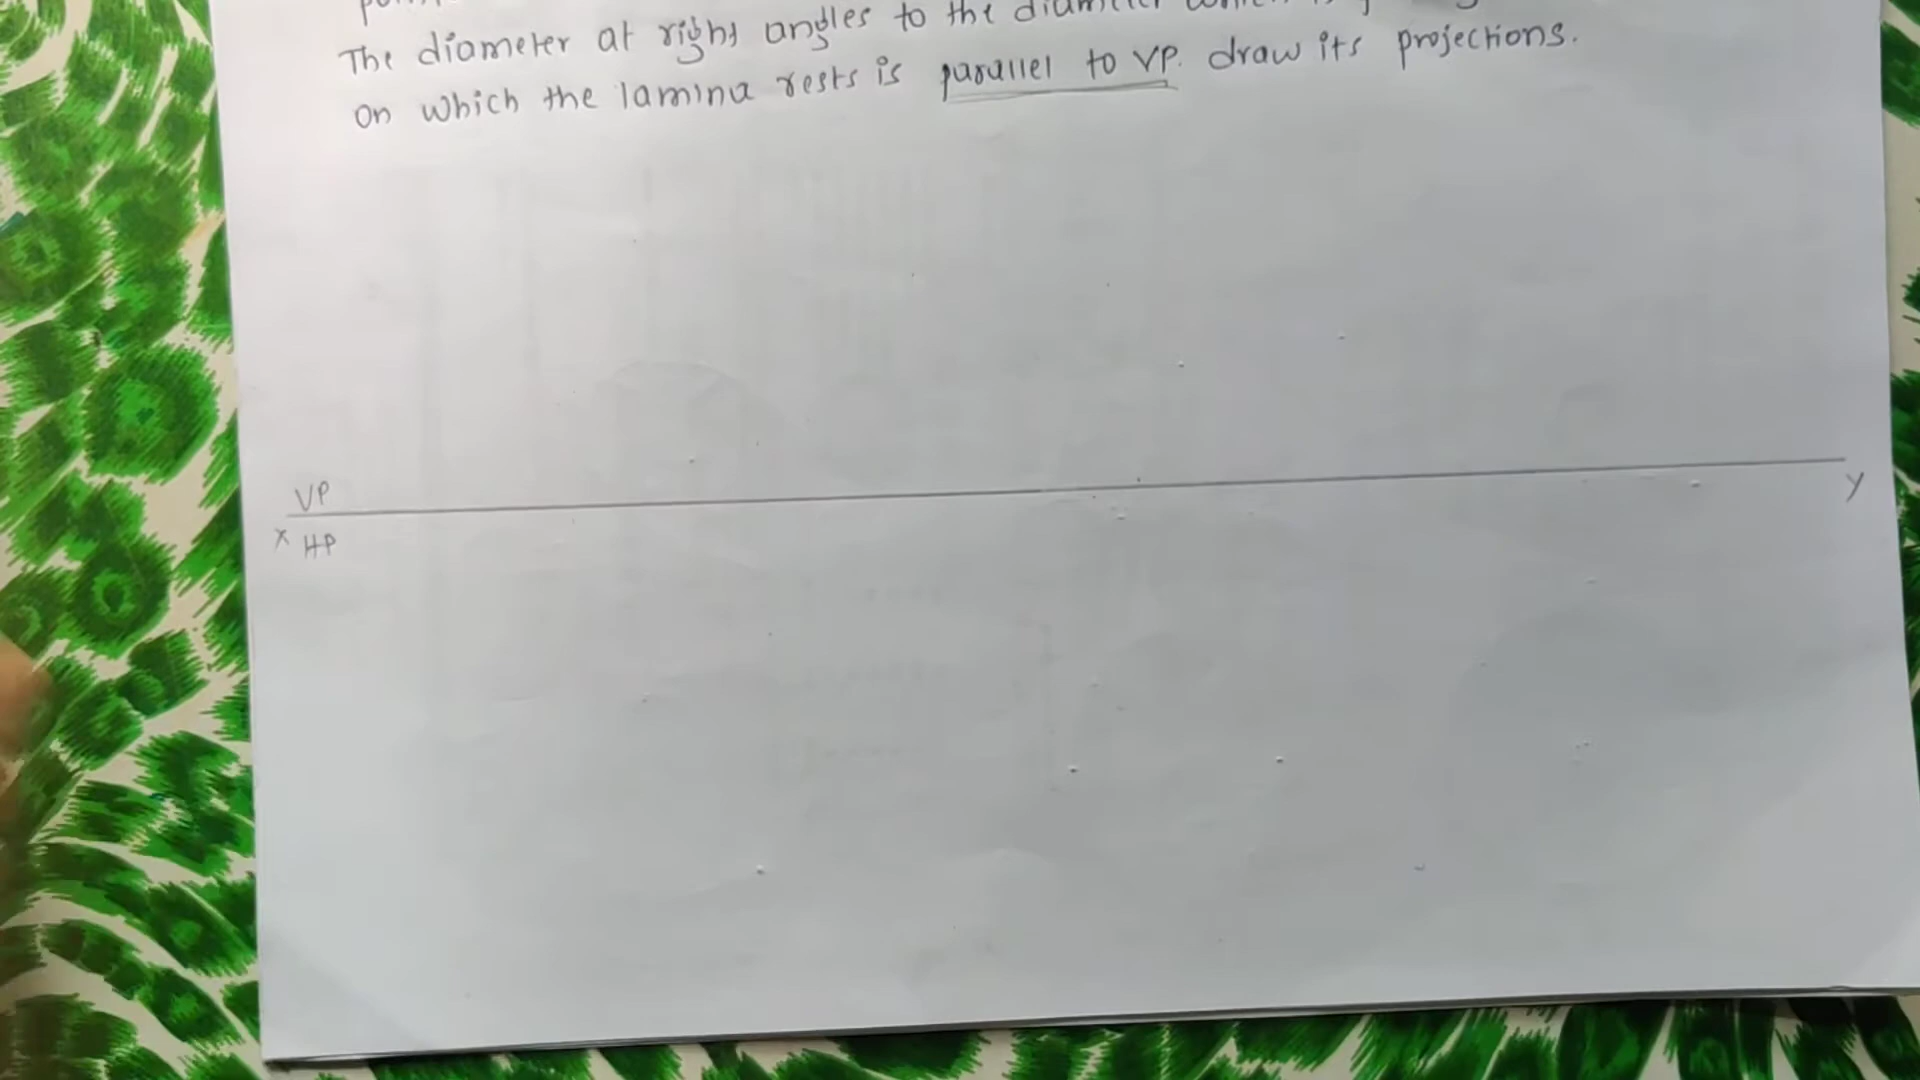 The diameter at right angles to the diameter
on which the lamina rests is parallel to VP. draw its projections.
VP
X HP
Y